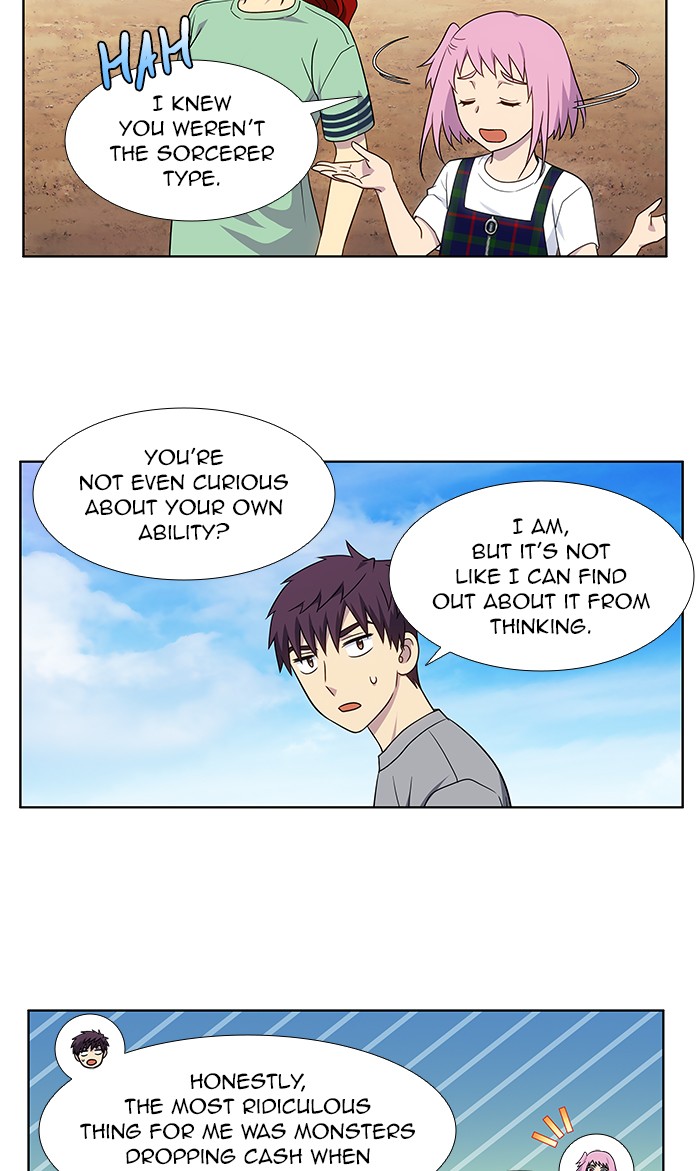 HAH
I KNEW
YOU WEREN'T
THE SORCERER
TYPE.
YOU'RE
NOT EVEN CURIOUS
ABOUT YOUR OWN
ABILITY?
I AM,
BUT IT'S NOT
LIKE I CAN FIND
OUT ABOUT IT FROM
THINKING.
HONESTLY,
THE MOST RIDICULOUS
THING FOR ME WAS MONSTERS
DROPPING CASH WHEN